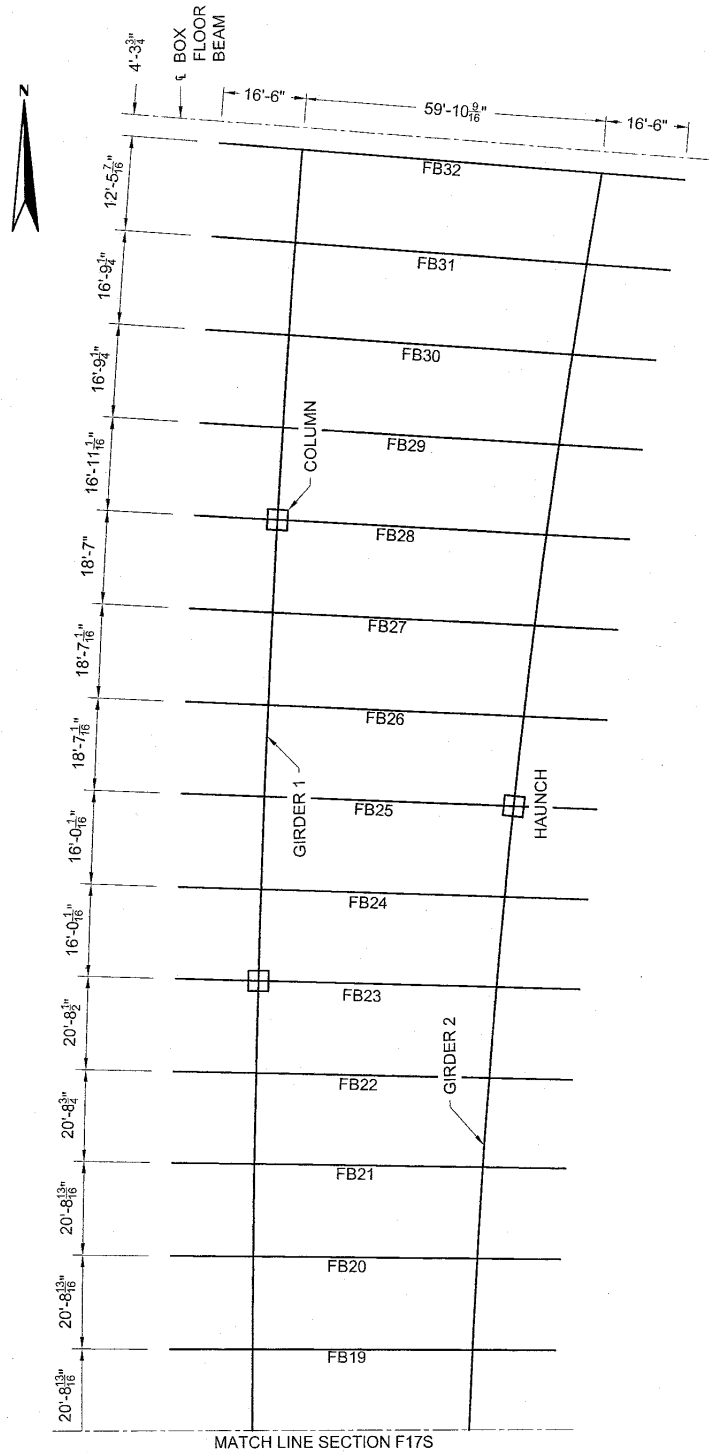 N
4'-3 3/4"
℄ BOX
FLOOR
BEAM
16'-6"
59'-10 9/16"
16'-6"
12'-5 7/16"
FB32
16'-9 1/4"
FB31
16'-9 1/4"
FB30
16'-11 1/16"
FB29
COLUMN
18'-7"
FB28
18'-7 1/16"
FB27
18'-7 1/16"
FB26
GIRDER 1
16'-0 1/16"
FB25
HAUNCH
16'-0 1/16"
FB24
20'-8 1/2"
FB23
GIRDER 2
20'-8 3/4"
FB22
20'-8 13/16"
FB21
20'-8 13/16"
FB20
20'-8 13/16"
FB19
MATCH LINE SECTION F17S